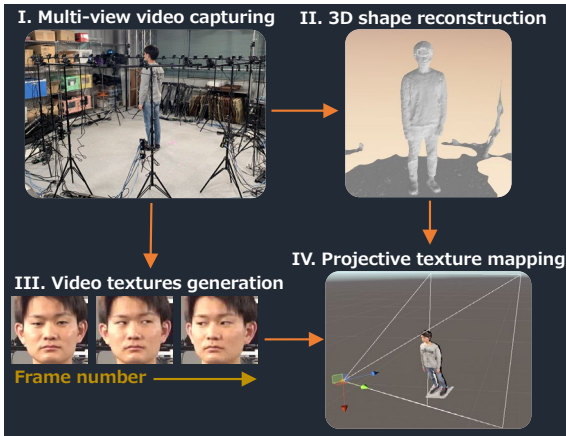 I. Multi-view video capturing
II. 3D shape reconstruction
III. Video textures generation
IV. Projective texture mapping
Frame number